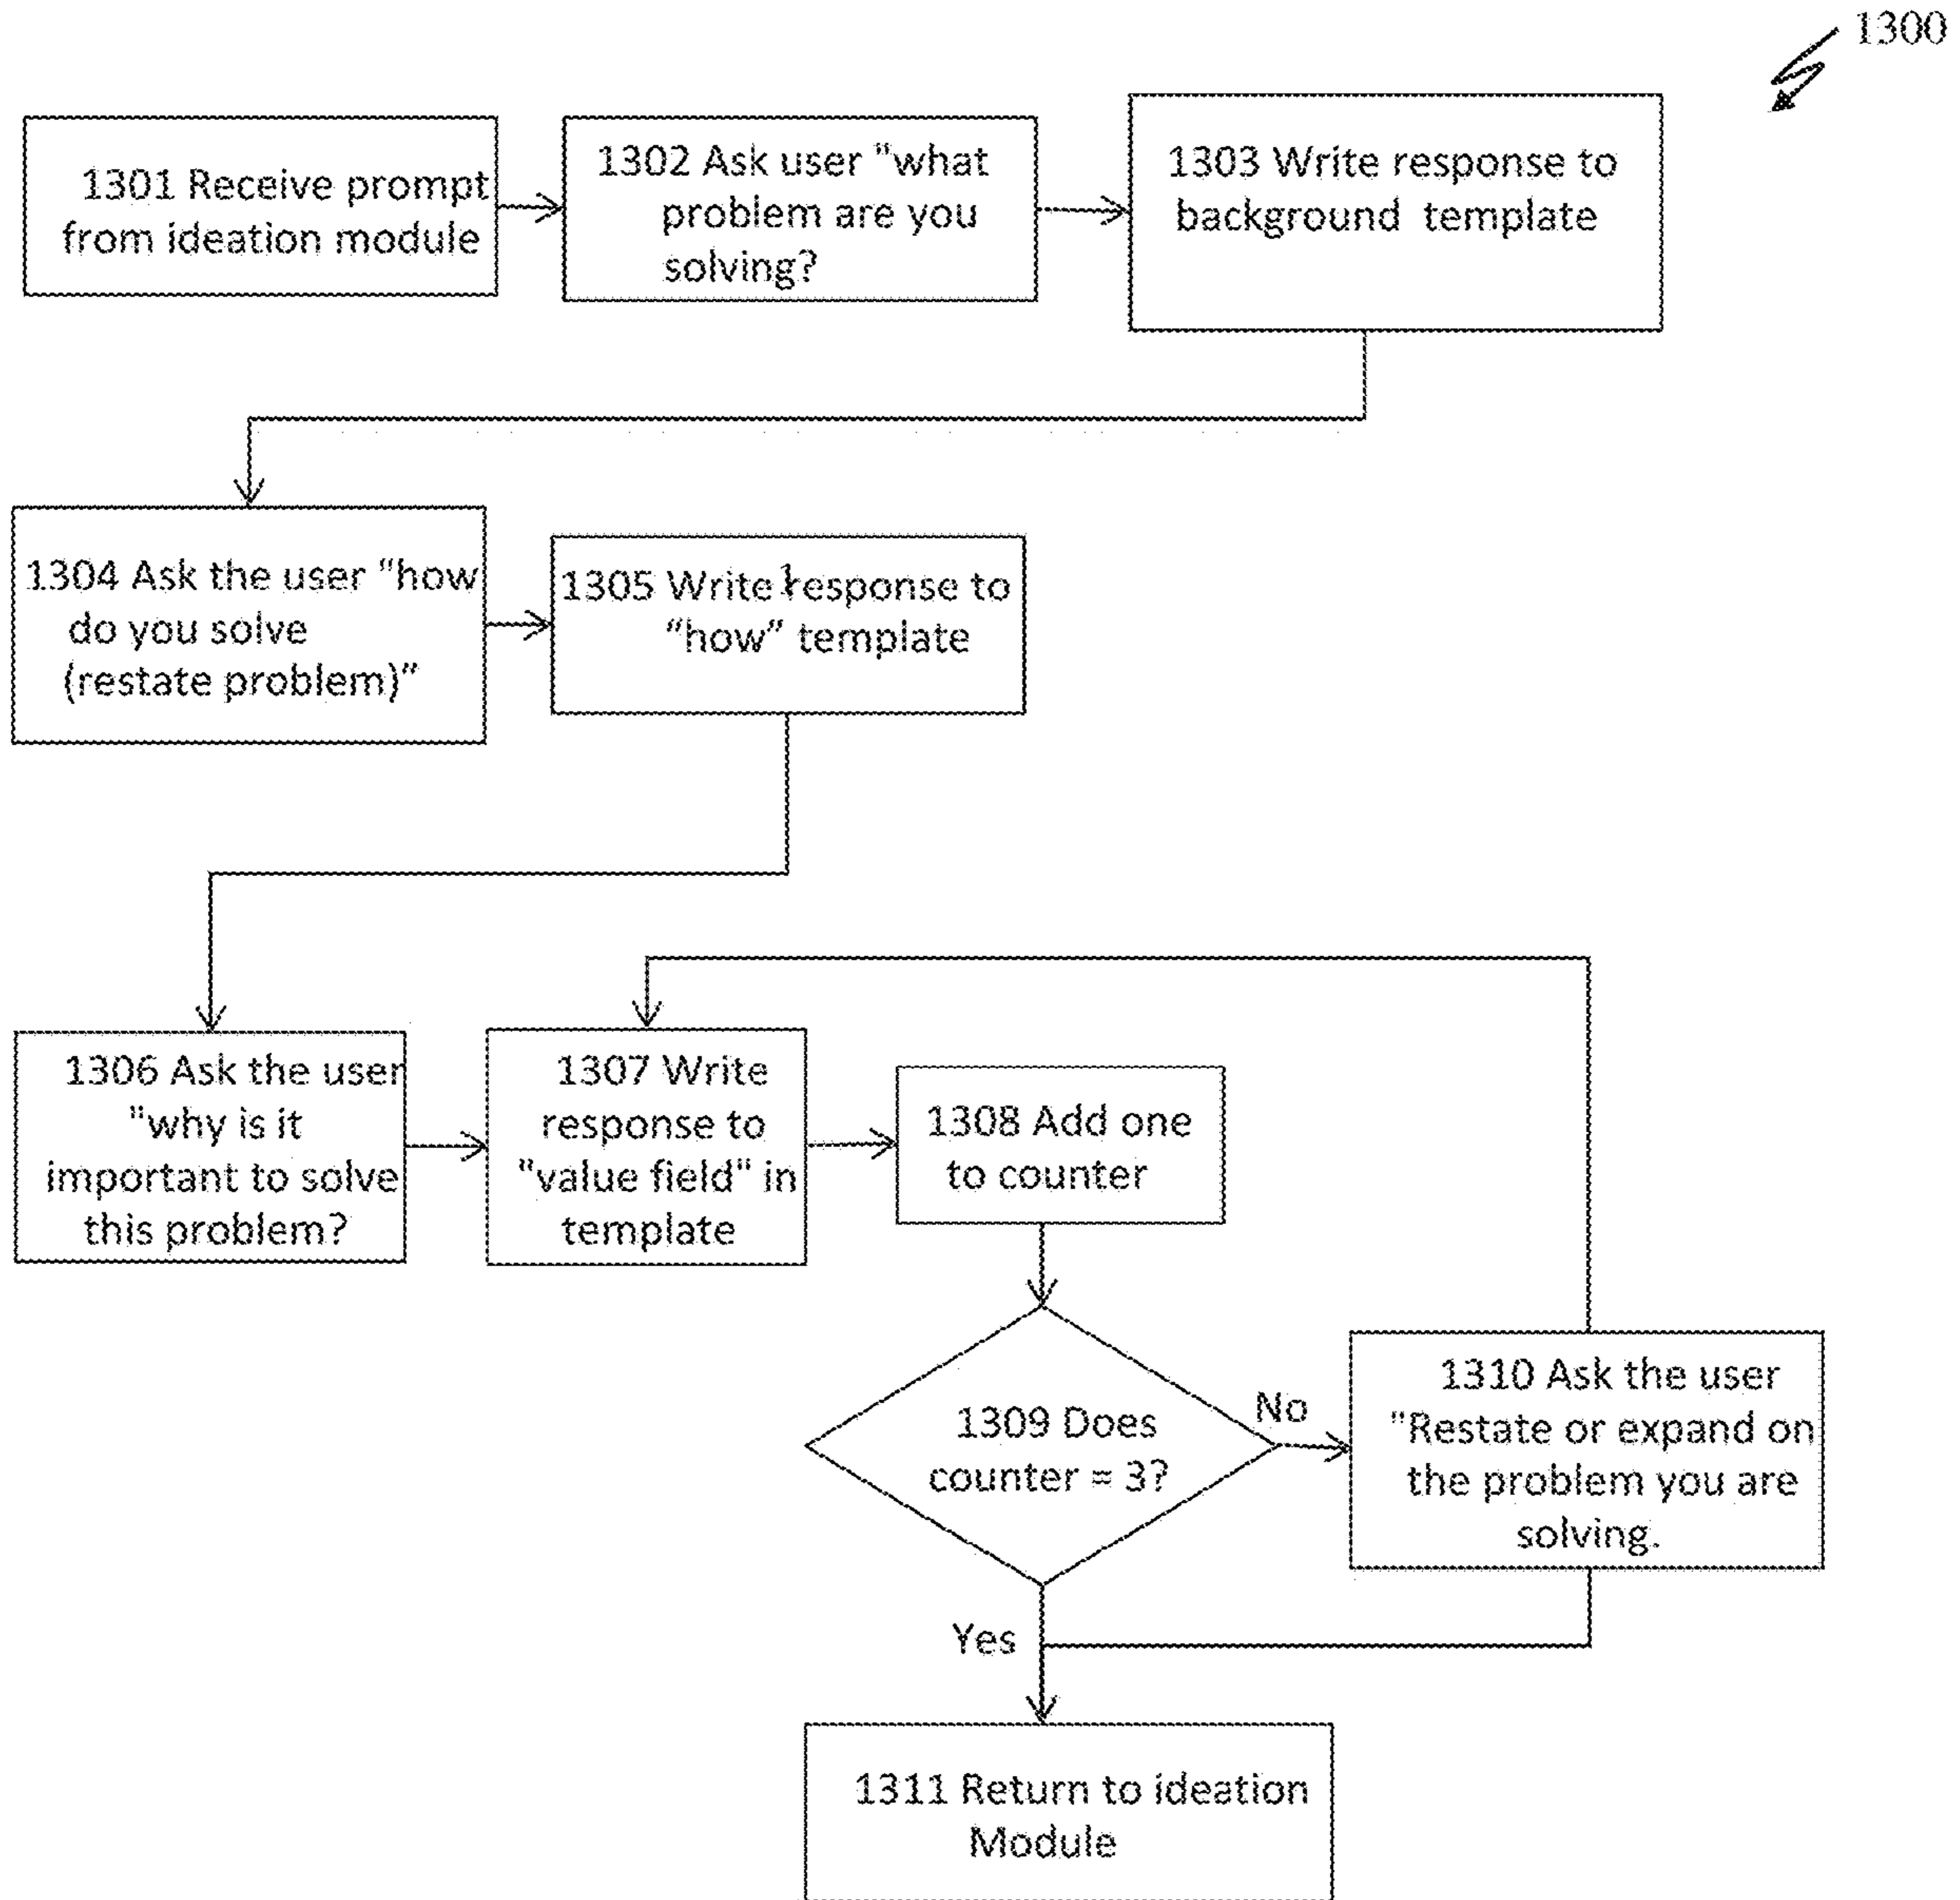 1300
1301 Receive prompt
from ideation module
1302 Ask user "what
problem are you
solving?
1303 Write response to
background template
1304 Ask the user "how
do you solve
(restate problem)”
1305 Write response to
“how” template
1306 Ask the user
"why is it
important to solve
this problem?
1307 Write
response to
"value field" in
template
1308 Add one
to counter
1309 Does
counter = 3?
No
1310 Ask the user
"Restate or expand on
the problem you are
solving.
Yes
1311 Return to ideation
Module